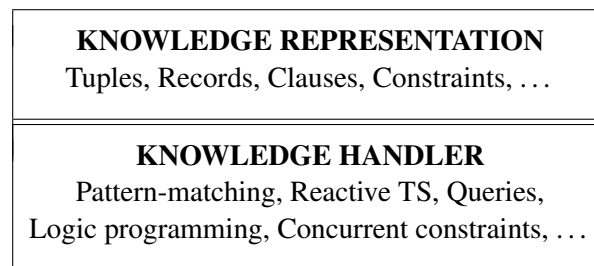 KNOWLEDGE REPRESENTATION
Tuples, Records, Clauses, Constraints, ...
KNOWLEDGE HANDLER
Pattern-matching, Reactive TS, Queries,
Logic programming, Concurrent constraints, ...